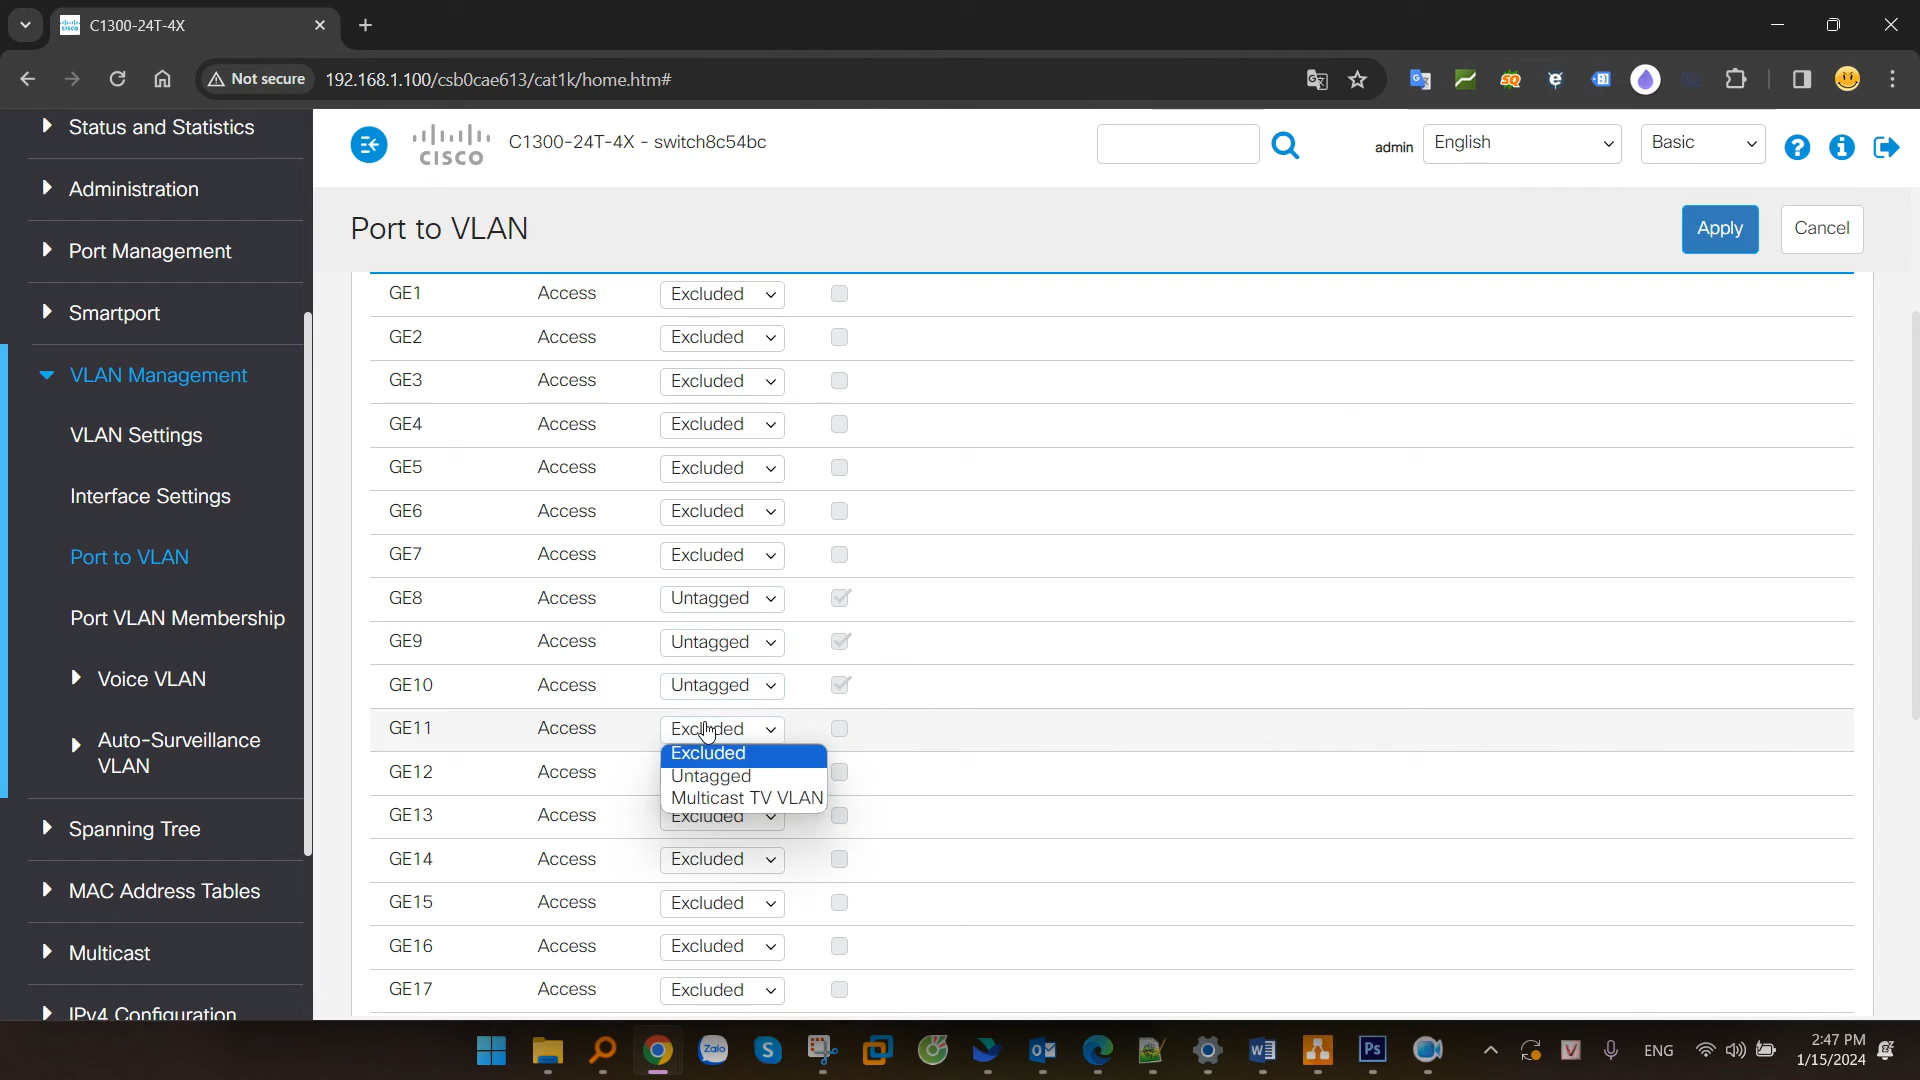 C1300-24T-4X
Not secure
192.168.1.100/csb0cae613/cat1k/home.htm#
Status and Statistics
Administration
Port Management
Smartport
VLAN Management
VLAN Settings
Interface Settings
Port to VLAN
Port VLAN Membership
Voice VLAN
Auto-Surveillance
VLAN
Spanning Tree
MAC Address Tables
Multicast
IPv4 Configuration
CISCO
C1300-24T-4X - switch8c54bc
admin
English
Basic
Port to VLAN
Apply
Cancel
GE1 Access Excluded
GE2 Access Excluded
GE3 Access Excluded
GE4 Access Excluded
GE5 Access Excluded
GE6 Access Excluded
GE7 Access Excluded
GE8 Access Untagged
GE9 Access Untagged
GE10 Access Untagged
GE11 Access Excluded
Excluded
GE12 Access
Untagged
Multicast TV VLAN
GE13 Access Excluded
GE14 Access Excluded
GE15 Access Excluded
GE16 Access Excluded
GE17 Access Excluded
Zalo
Ps
ENG
2:47 PM
1/15/2024